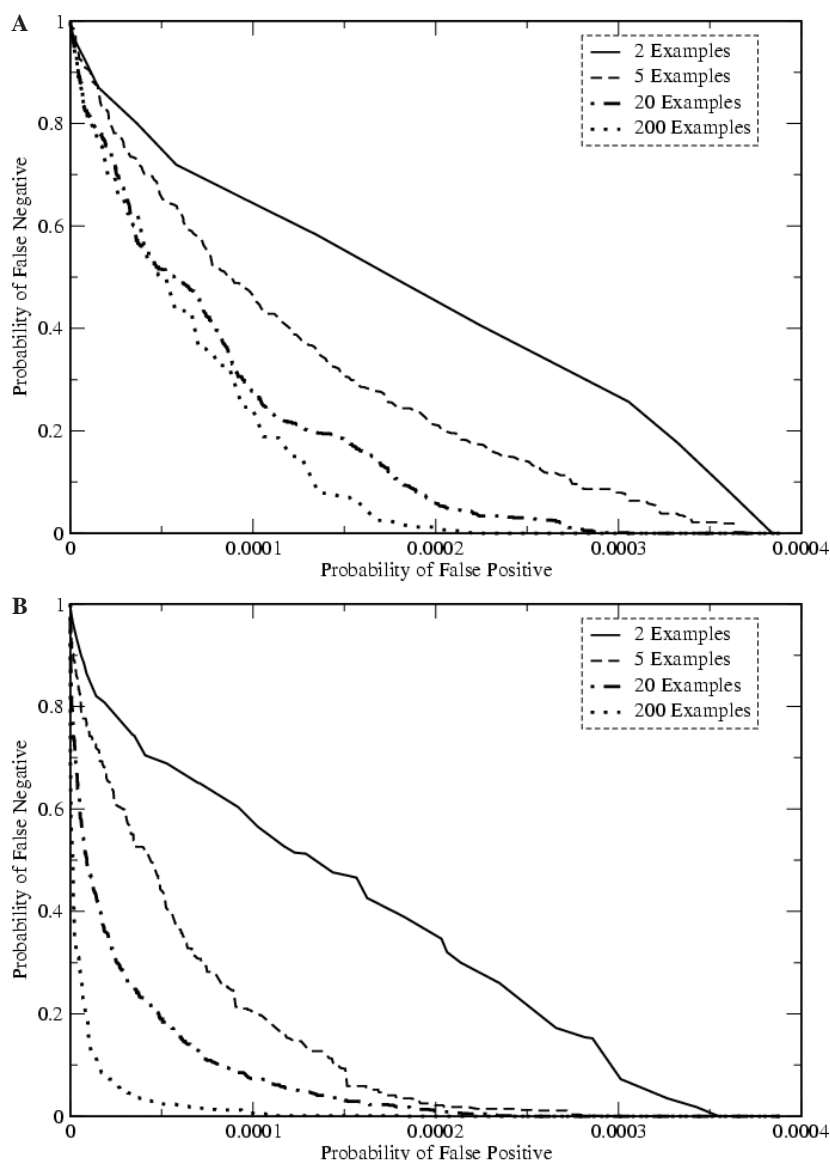 A
1
0.8
0.6
0.4
0.2
0
Probability of False Negative
2 Examples
5 Examples
20 Examples
200 Examples
0
0.0001
0.0002
0.0003
0.0004
Probability of False Positive
B
1
0.8
0.6
0.4
0.2
0
Probability of False Negative
2 Examples
5 Examples
20 Examples
200 Examples
0
0.0001
0.0002
0.0003
0.0004
Probability of False Positive